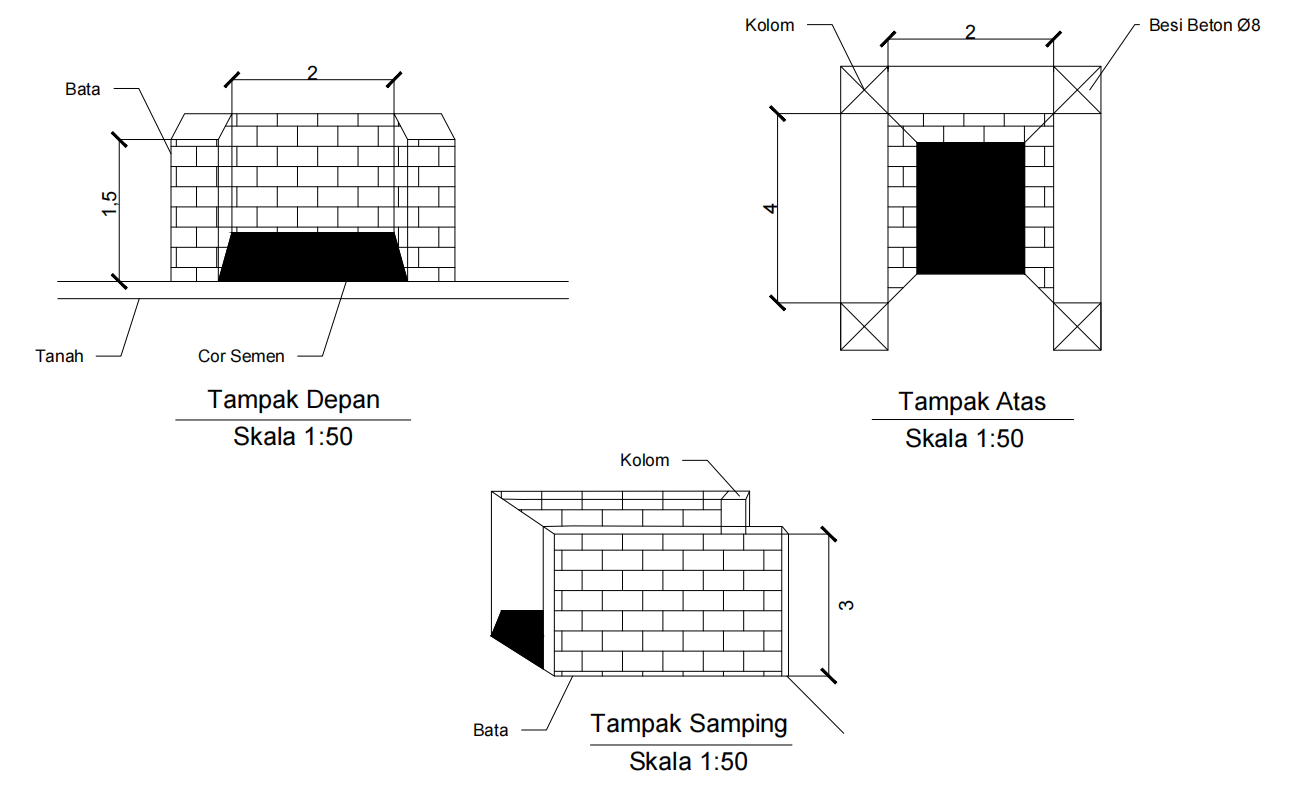 Bata
2
1,5
Tanah
Cor Semen
Tampak Depan
Skala 1:50
Kolom
2
Besi Beton Ø8
4
Tampak Atas
Skala 1:50
Kolom
3
Bata
Tampak Samping
Skala 1:50